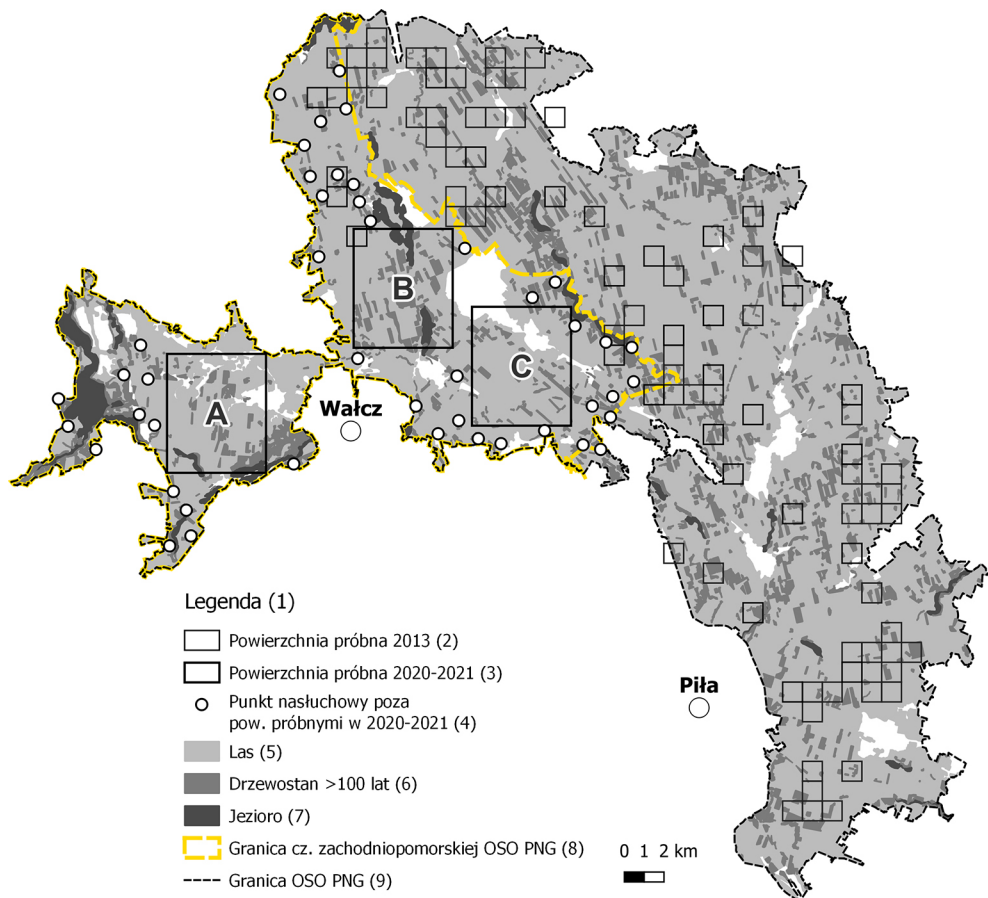 B
C
A
Wałcz
Legenda (1)
Powierzchnia próbna 2013 (2)
Powierzchnia próbna 2020-2021 (3)
Punkt nasłuchowy poza
pow. próbnymi w 2020-2021 (4)
Las (5)
Drzewostan >100 lat (6)
Jezioro (7)
Granica cz. zachodniopomorskiej OSO PNG (8)
Granica OSO PNG (9)
Piła
0 1 2 km